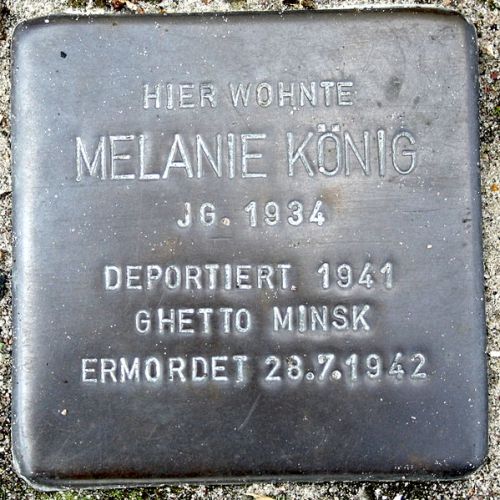 HIER WOHNTE
MELANIE KÖNIG
JG. 1934
DEPORTIERT 1941
GHETTO MINSK
ERMORDET 28.7.1942